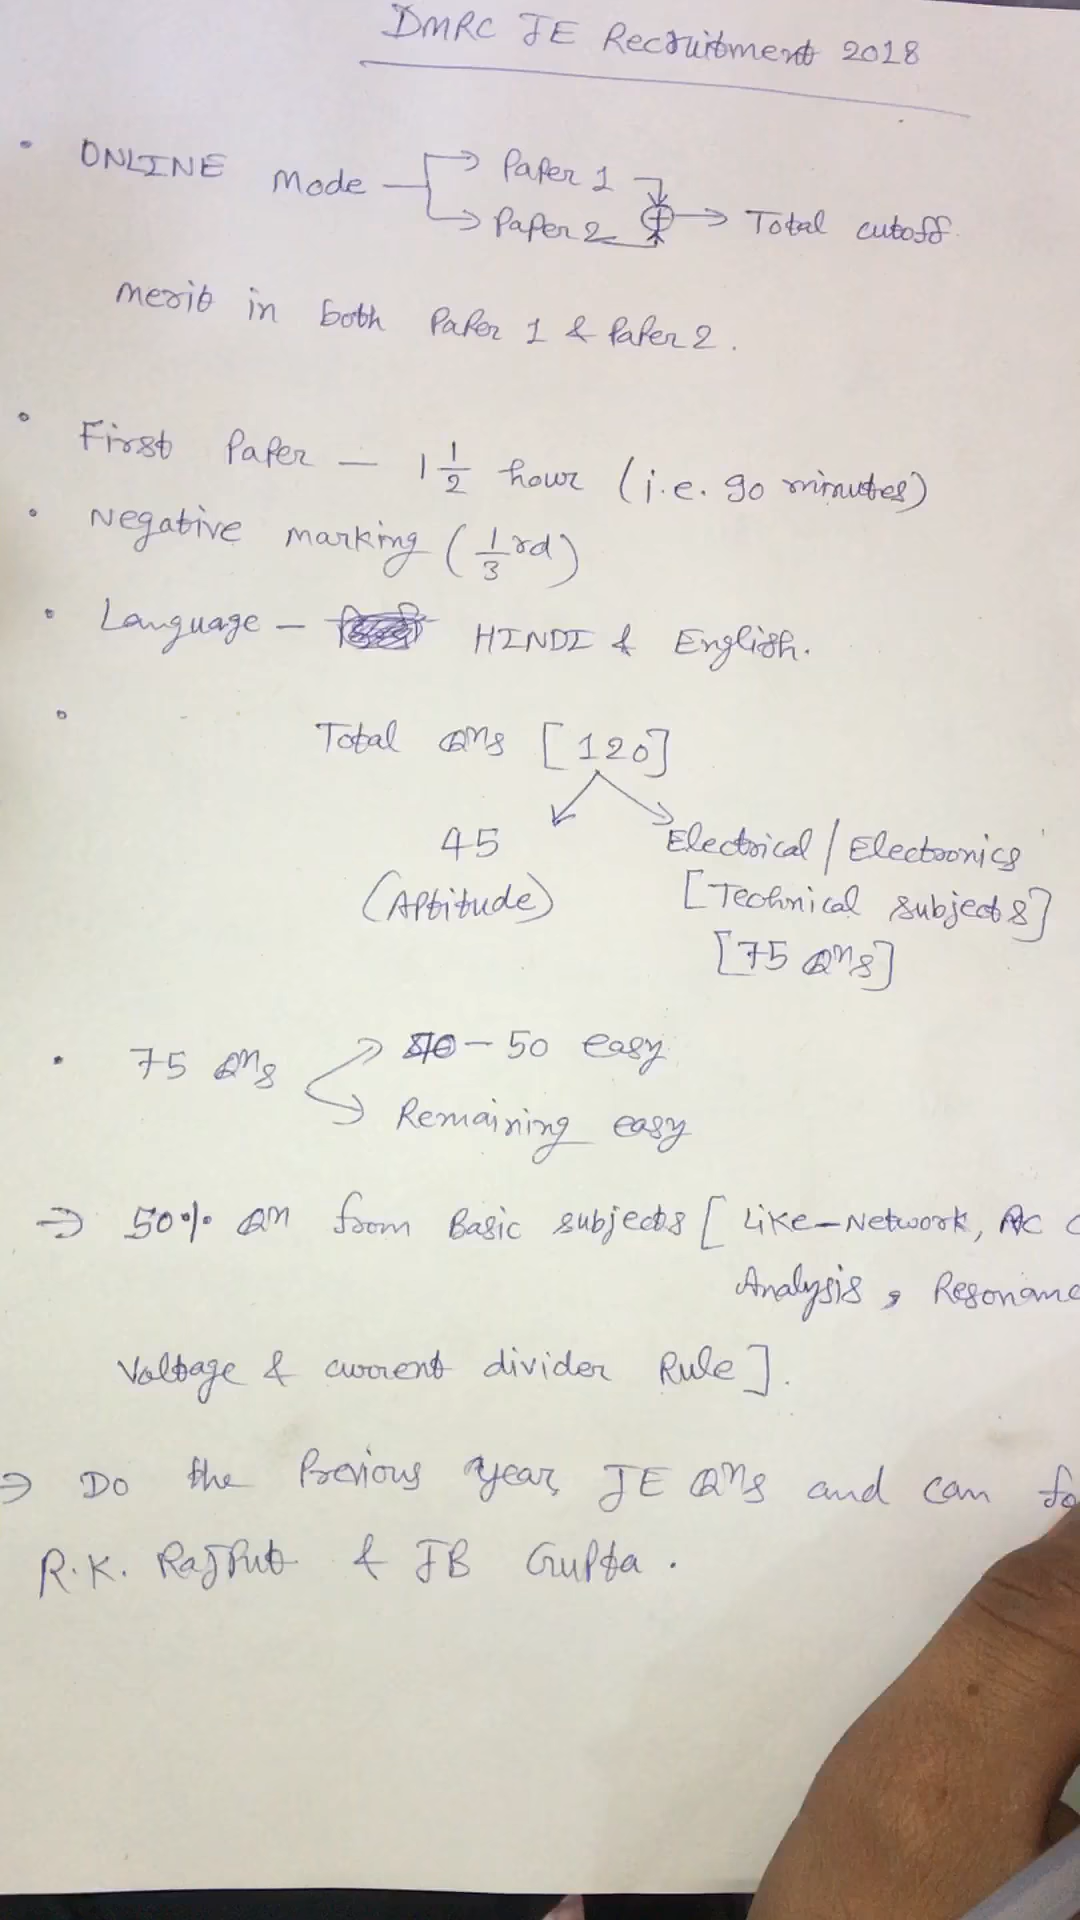 DMRC JE Recruitment 2018
ONLINE Mode → Paper 1
→ Paper 2 + → Total cutoff
merit in both Paper 1 & Paper 2.
First Paper — 1 1/2 hour (i.e. 90 minutes)
Negative marking (1/3 rd)
Language — HINDI & English.
Total Qns [120]
45
(Aptitude)
Electrical / Electronics
[Technical subjects]
[75 Qns]
75 Qns → 50 easy
→ Remaining easy
⇒ 50% Qn from Basic subjects [Like-Network, AC
Analysis,
Voltage & current divider Rule].
⇒ Do the Previous year JE Qns and can
R.K. Rajput & JB Gupta.